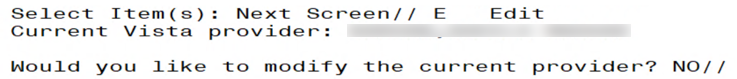 Select Item(s): Next Screen// E   Edit
Current Vista provider:
Would you like to modify the current provider? NO//